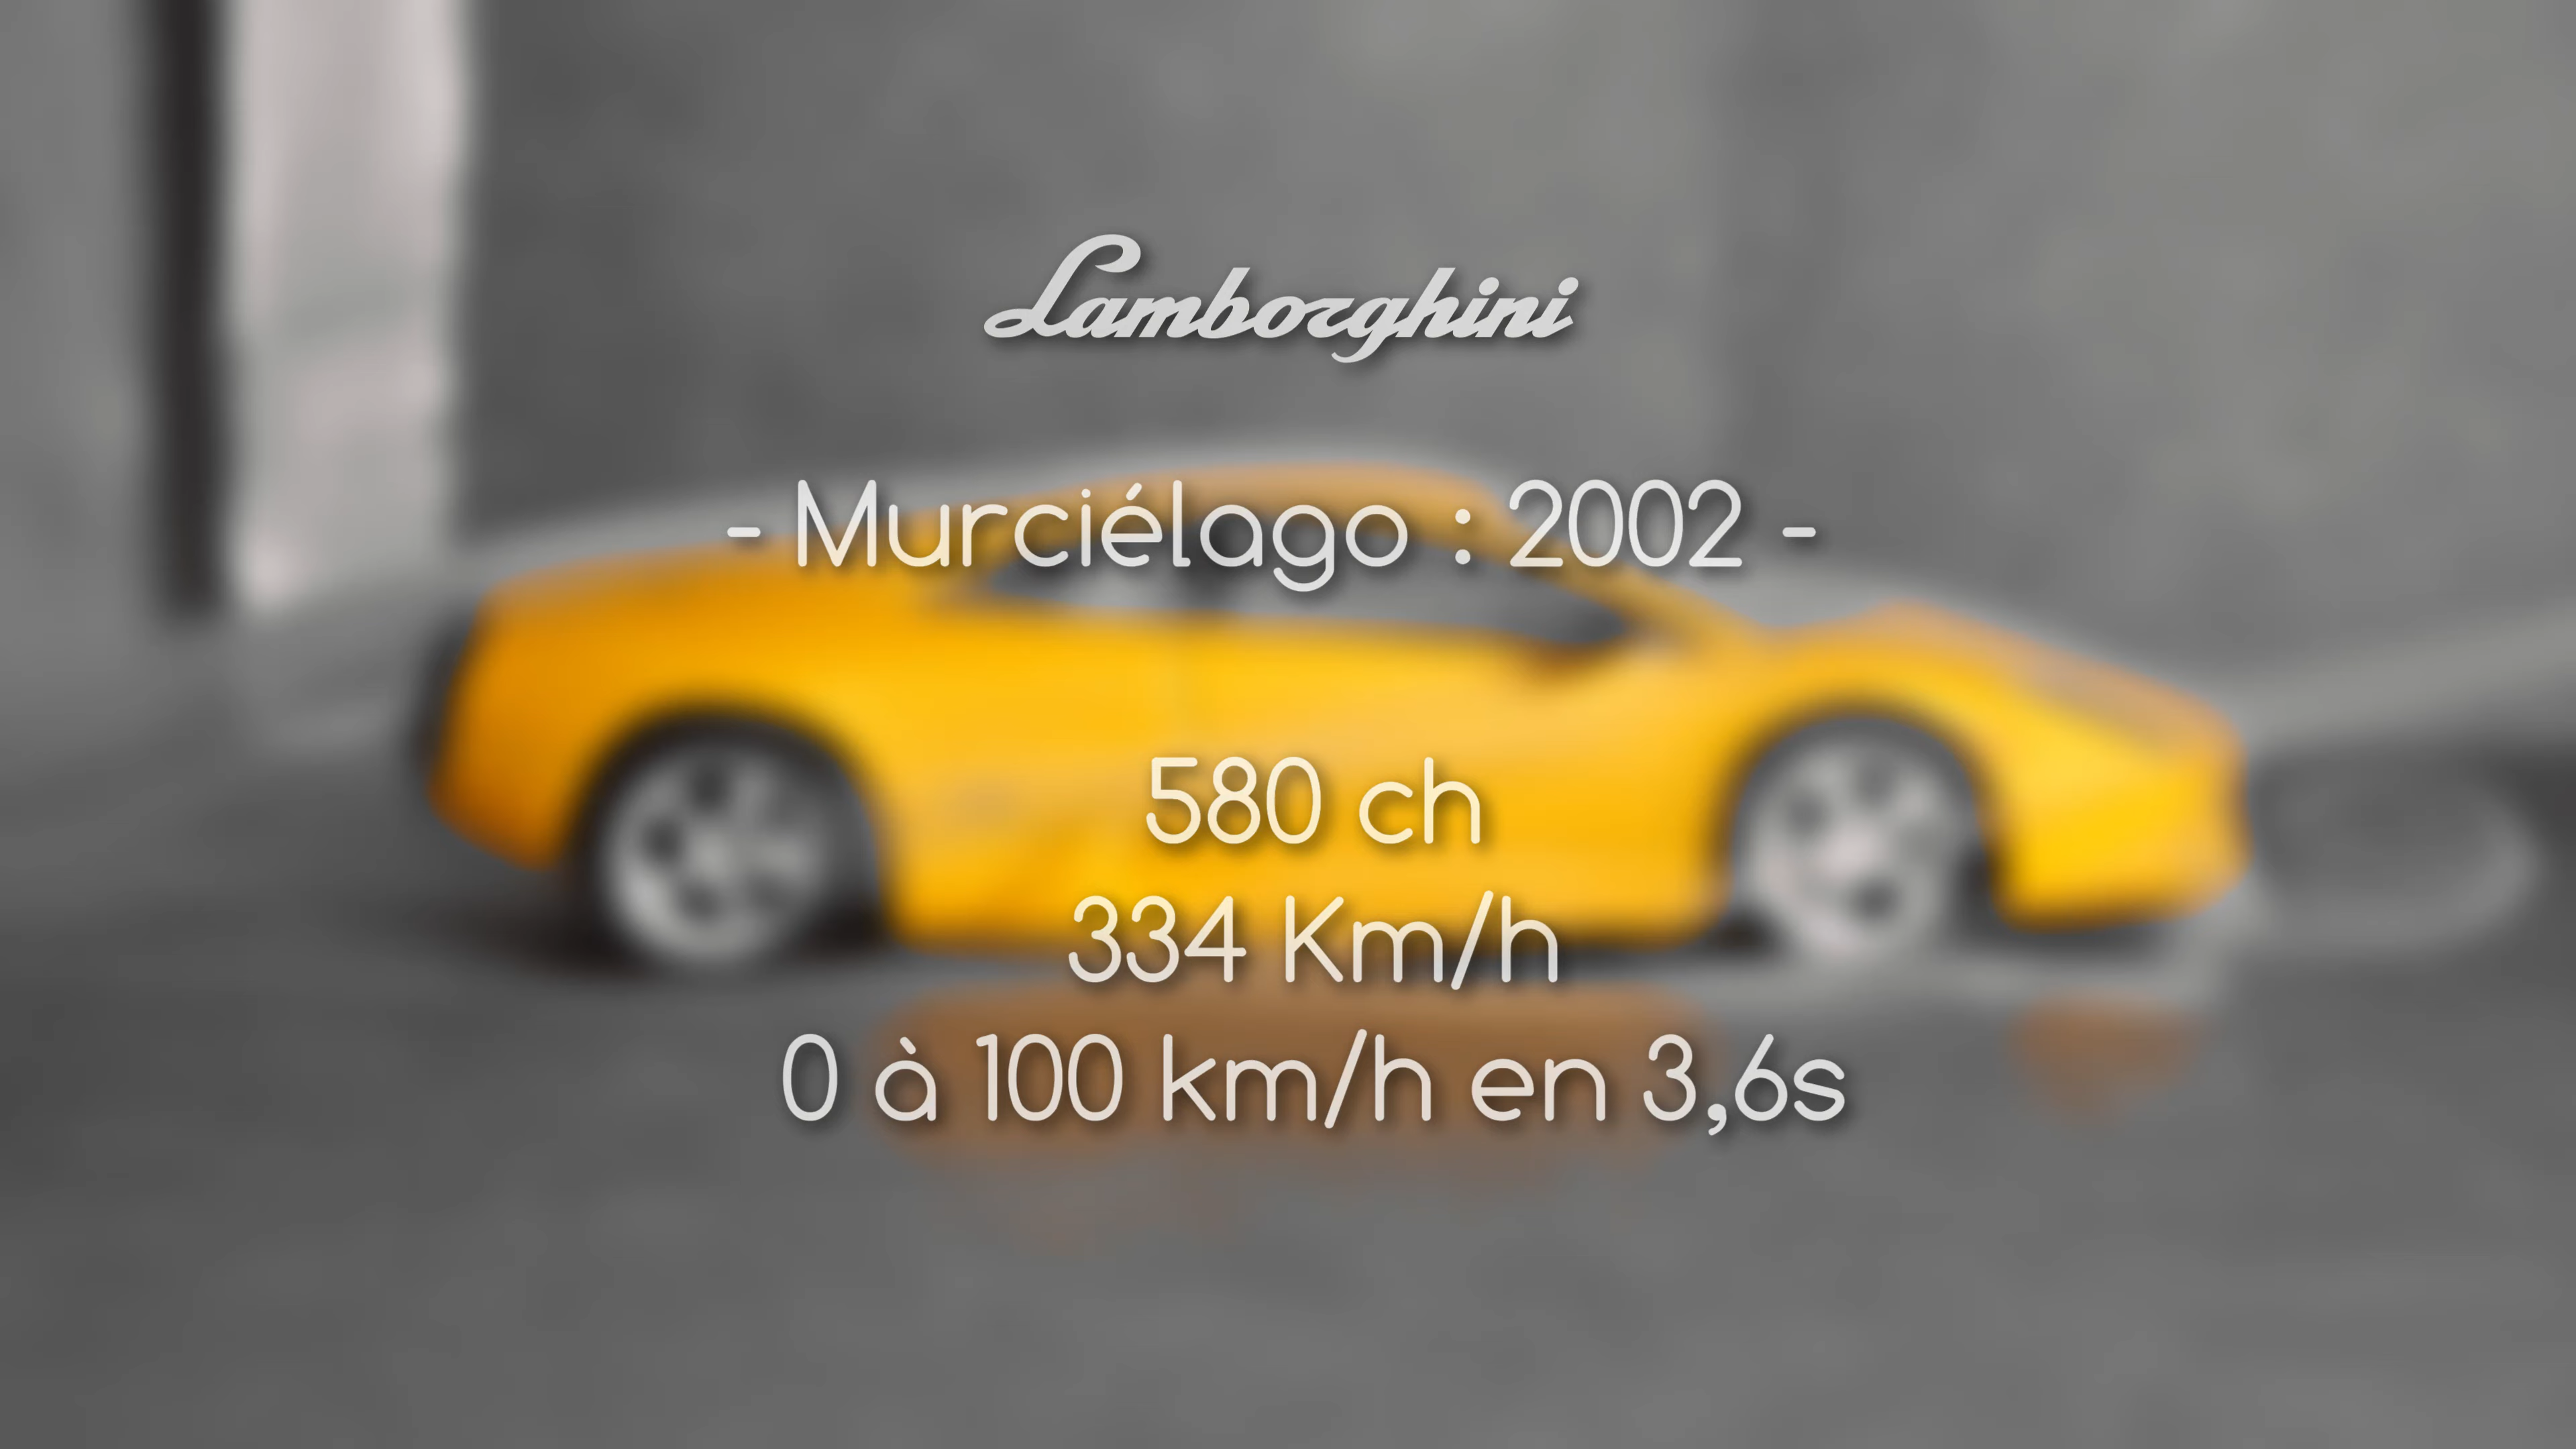 Lamborghini
- Murciélago : 2002 -
580 ch
334 Km/h
0 à 100 km/h en 3,6s